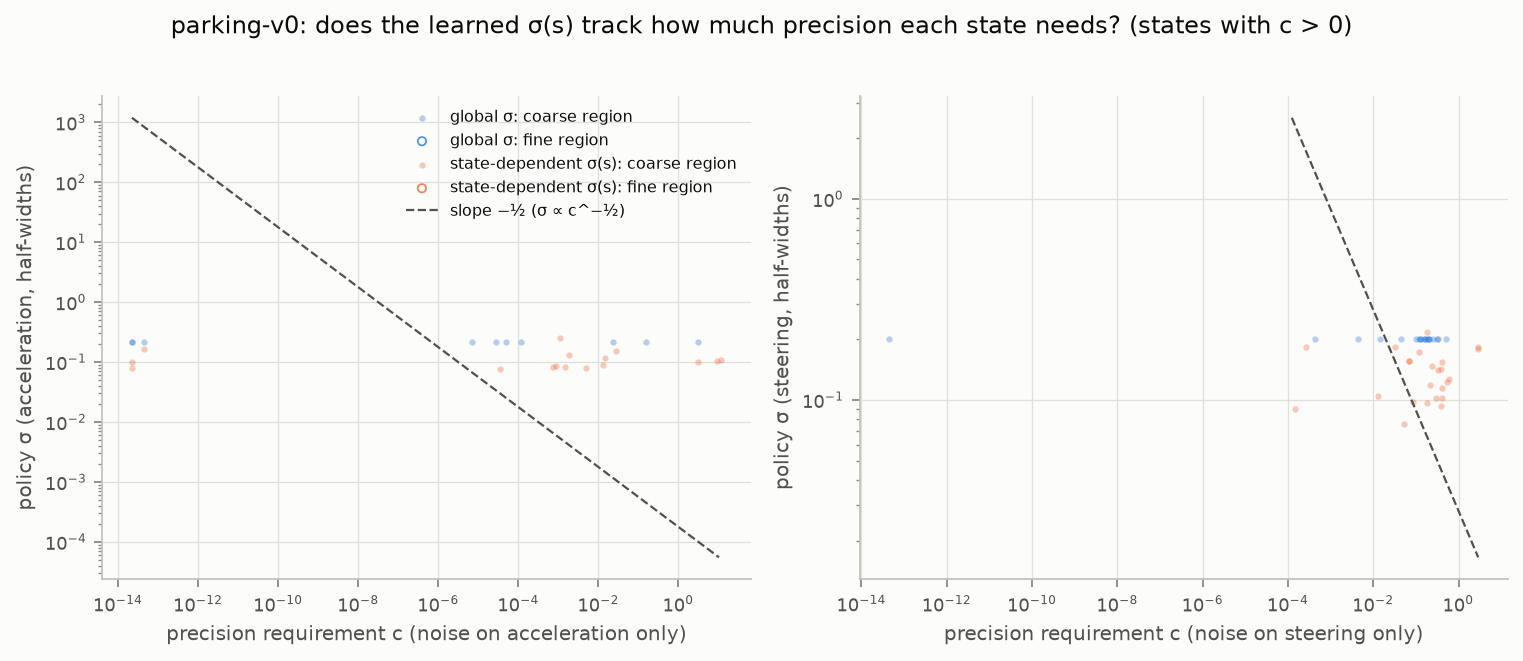 parking-v0: does the learned σ(s) track how much precision each state needs? (states with c > 0)
policy σ (acceleration, half-widths)
10³
10²
10¹
10⁰
10⁻¹
10⁻²
10⁻³
10⁻⁴
global σ: coarse region
global σ: fine region
state-dependent σ(s): coarse region
state-dependent σ(s): fine region
slope −½ (σ ∝ c^−½)
10⁻¹⁴ 10⁻¹² 10⁻¹⁰ 10⁻⁸ 10⁻⁶ 10⁻⁴ 10⁻² 10⁰
precision requirement c (noise on acceleration only)
policy σ (steering, half-widths)
10⁰
10⁻¹
10⁻¹⁴ 10⁻¹² 10⁻¹⁰ 10⁻⁸ 10⁻⁶ 10⁻⁴ 10⁻² 10⁰
precision requirement c (noise on steering only)